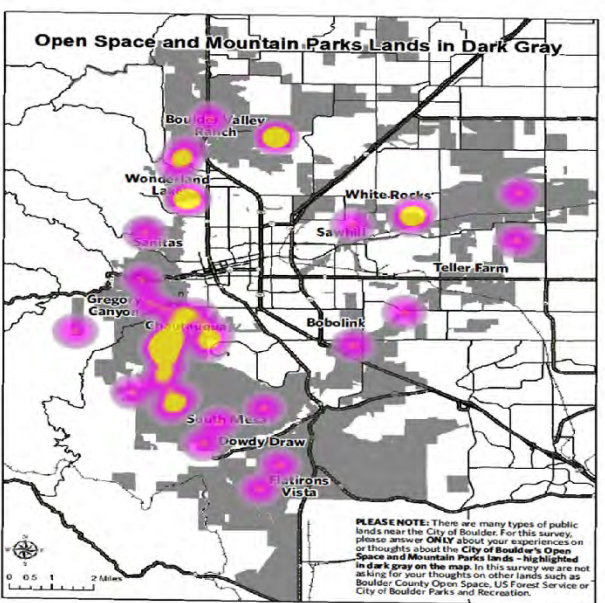 Open Space and Mountain Parks Lands in Dark Gray
Boulder Valley
Ranch
Wonderland
Lake
White Rocks
Sawhill
Sanitas
Teller Farm
Gregory
Canyon
Chautauqua
Bobolink
South Mesa
Dowdy Draw
Flatirons
Vista
PLEASE NOTE: There are many types of public
lands near the City of Boulder. For this survey,
please answer ONLY about your experiences on
or thoughts about the City of Boulder's Open
Space and Mountain Parks lands – highlighted
in dark gray on the map. In this survey we are not
asking for your thoughts on other lands such as
Boulder County Open Space, US Forest Service or
City of Boulder Parks and Recreation.
0 0.5 1 2 Miles